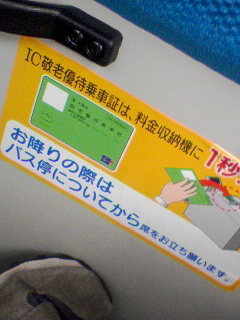 IC敬老優待乗車証は、料金収納機に
1秒
お降りの際は
バス停についてから席をお立ち願います。